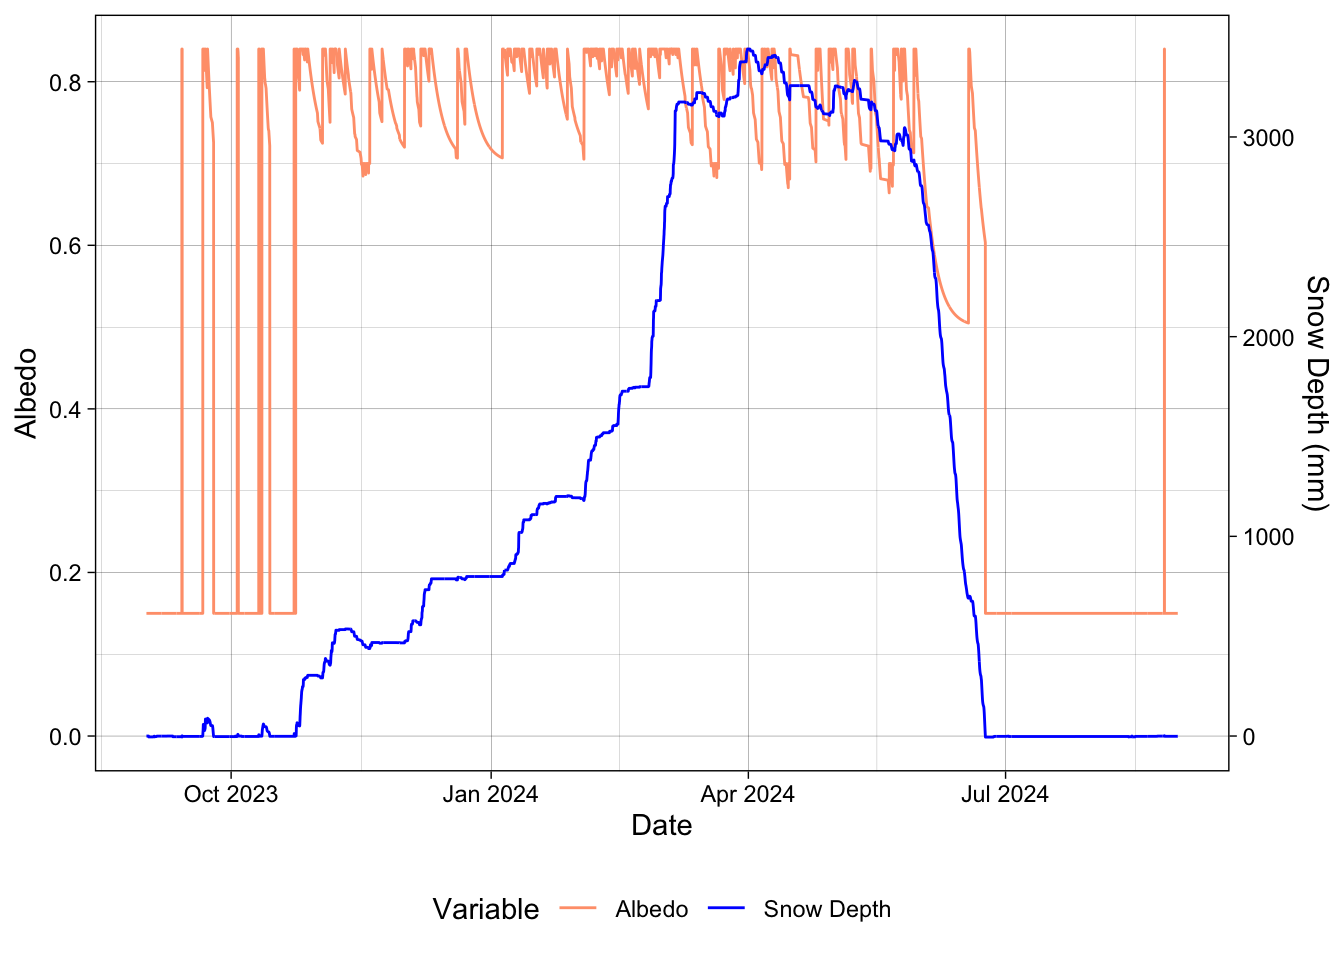 0.8
0.6
0.4
0.2
0.0
Albedo
3000
2000
1000
0
Snow Depth (mm)
Oct 2023 Jan 2024 Apr 2024 Jul 2024
Date
Variable Albedo Snow Depth